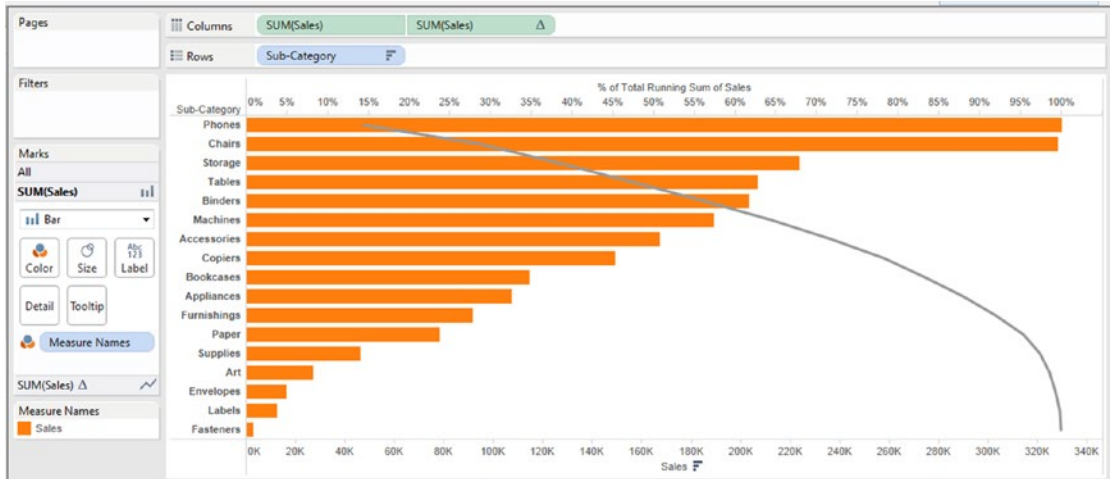 Pages
Columns SUM(Sales) SUM(Sales) Δ
Rows Sub-Category
Filters
% of Total Running Sum of Sales
Sub-Category 0% 5% 10% 15% 20% 25% 30% 35% 40% 45% 50% 55% 60% 65% 70% 75% 80% 85% 90% 95% 100%
Phones
Chairs
Storage
Tables
Binders
Machines
Accessories
Copiers
Bookcases
Appliances
Furnishings
Paper
Supplies
Art
Envelopes
Labels
Fasteners
0K 20K 40K 60K 80K 100K 120K 140K 160K 180K 200K 220K 240K 260K 280K 300K 320K 340K
Sales
Marks
All
SUM(Sales)
Bar
Color Size Abc 123 Label
Detail Tooltip
Measure Names
SUM(Sales) Δ
Measure Names
Sales